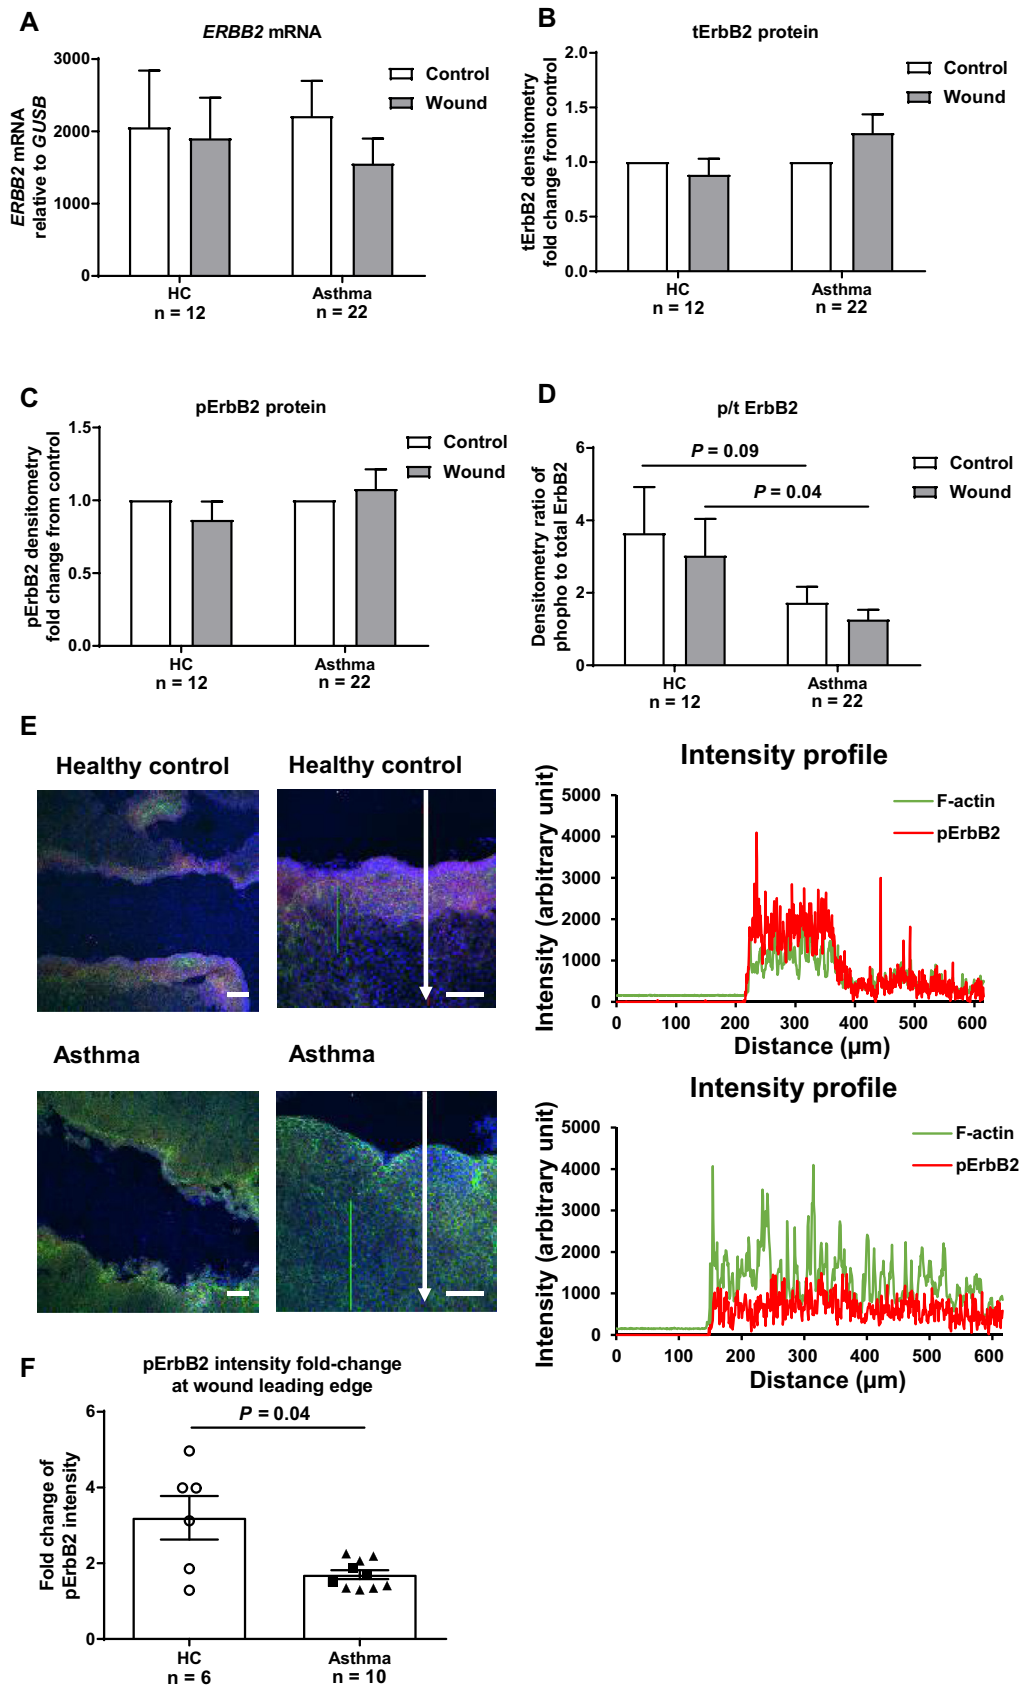 A
ERBB2 mRNA
ERBB2 mRNA
relative to GUSB
3000
2000
1000
0
Control
Wound
HC
n = 12
Asthma
n = 22
B
tErbB2 protein
tErbB2 densitometry
fold change from control
2.0
1.5
1.0
0.5
0.0
Control
Wound
HC
n = 12
Asthma
n = 22
C
pErbB2 protein
pErbB2 densitometry
fold change from control
1.5
1.0
0.5
0.0
Control
Wound
HC
n = 12
Asthma
n = 22
D
p/t ErbB2
Densitometry ratio of
phopho to total ErbB2
6
4
2
0
P = 0.09
P = 0.04
Control
Wound
HC
n = 12
Asthma
n = 22
E
Healthy control
Healthy control
Asthma
Asthma
Intensity profile
Intensity (arbitrary unit)
5000
4000
3000
2000
1000
0
F-actin
pErbB2
0 100 200 300 400 500 600
Distance (µm)
Intensity profile
Intensity (arbitrary unit)
5000
4000
3000
2000
1000
0
F-actin
pErbB2
0 100 200 300 400 500 600
Distance (µm)
F
pErbB2 intensity fold-change
at wound leading edge
Fold change of
pErbB2 intensity
6
4
2
0
P = 0.04
HC
n = 6
Asthma
n = 10